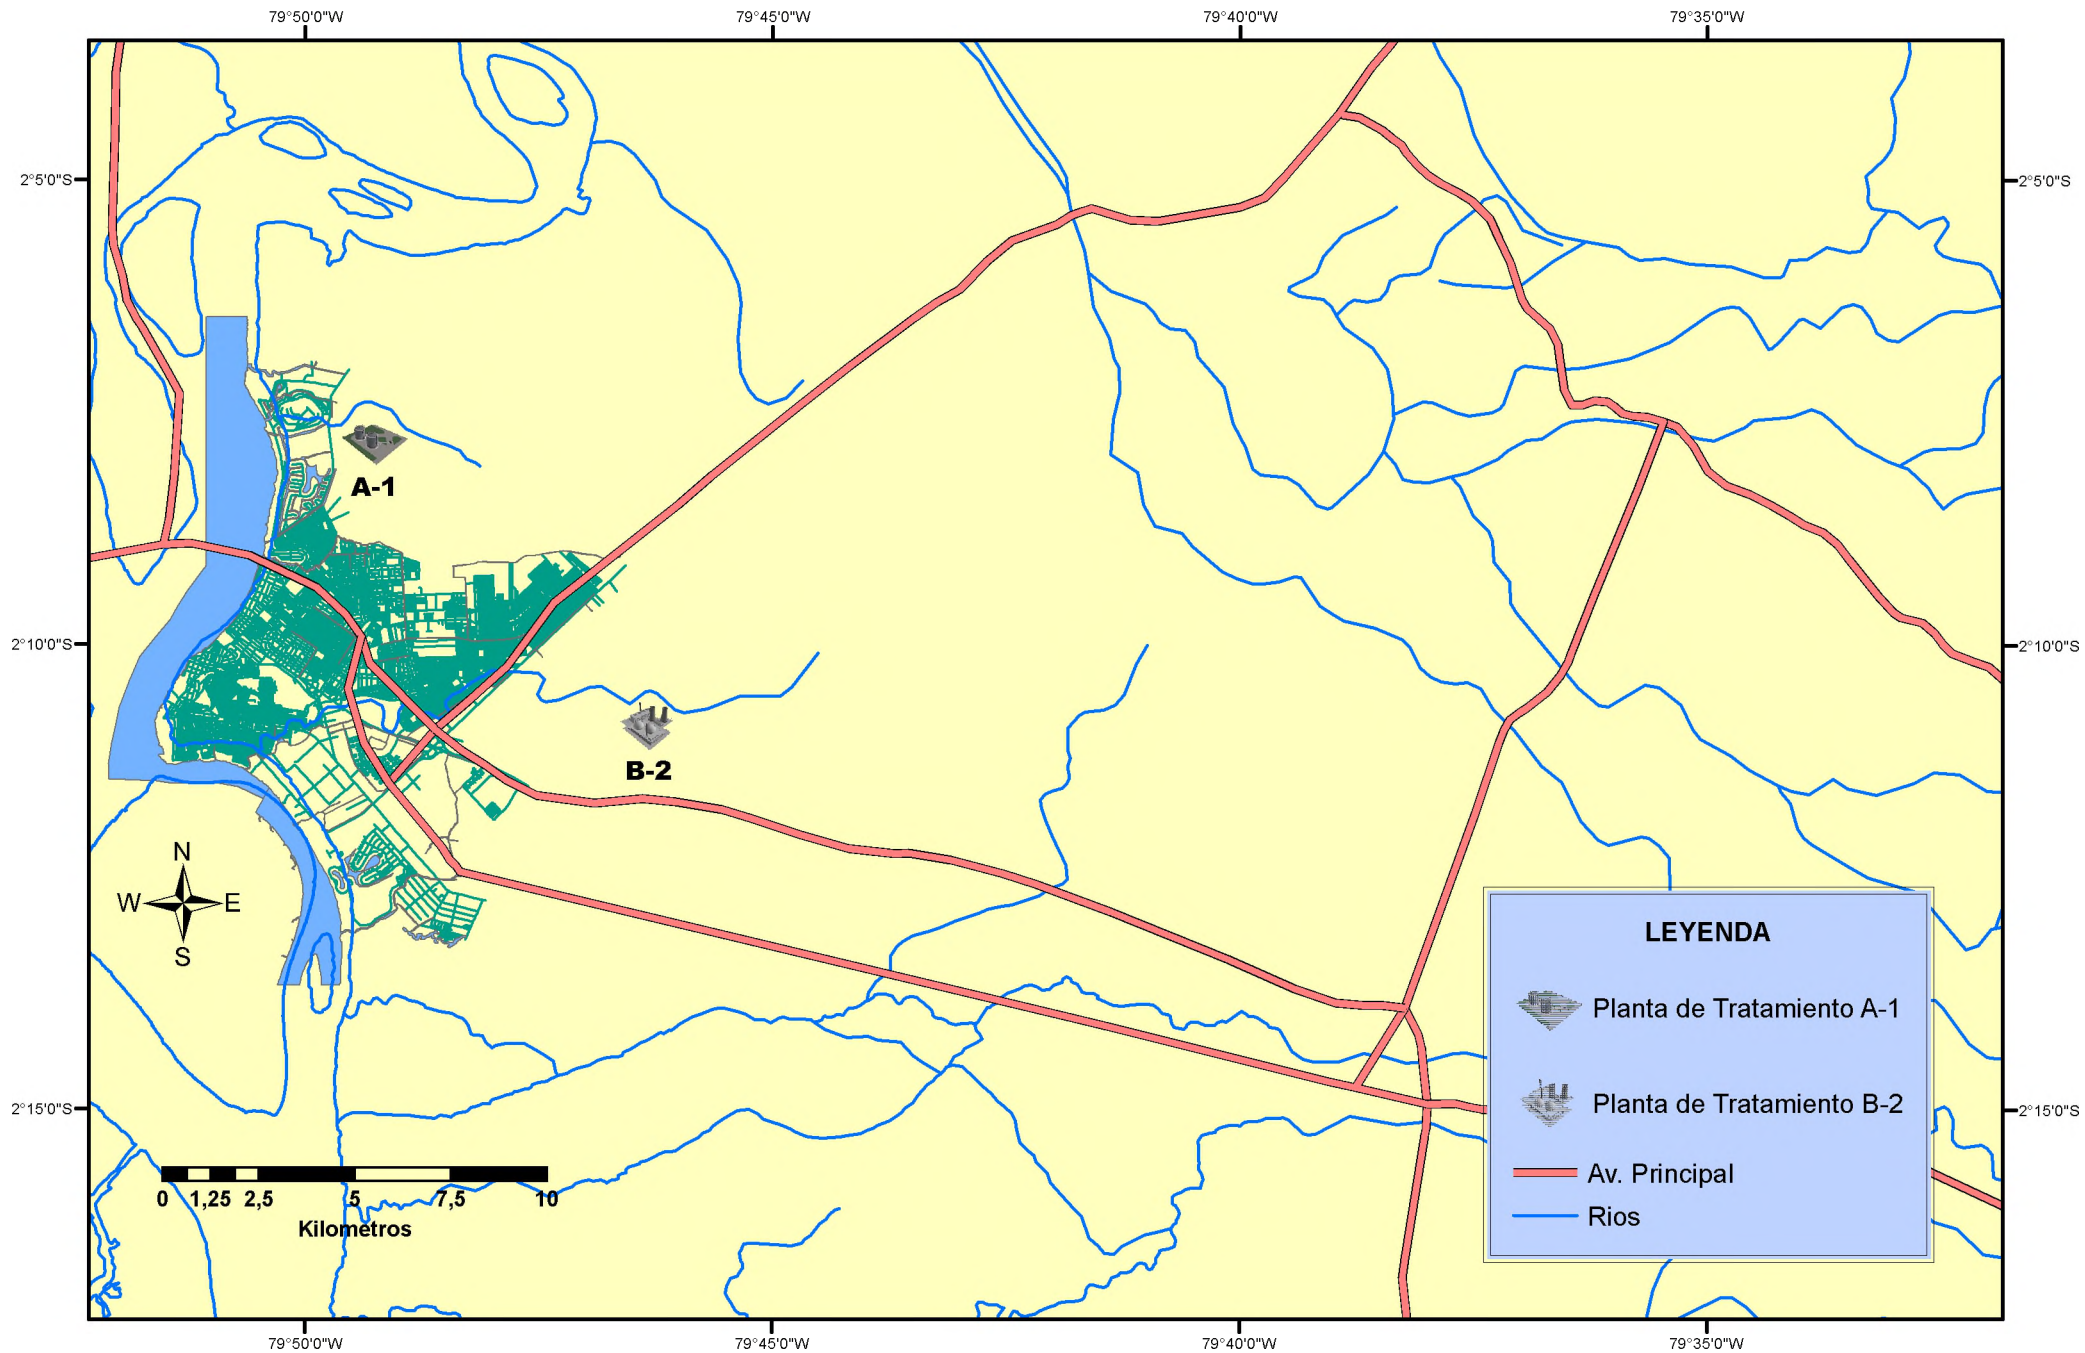 79°50'0"W 79°45'0"W 79°40'0"W 79°35'0"W
2°5'0"S 2°5'0"S
A-1
2°10'0"S 2°10'0"S
B-2
N
W E
S
LEYENDA
Planta de Tratamiento A-1
Planta de Tratamiento B-2
Av. Principal
Rios
2°15'0"S 2°15'0"S
0 1,25 2,5 5 7,5 10
Kilometros
79°50'0"W 79°45'0"W 79°40'0"W 79°35'0"W